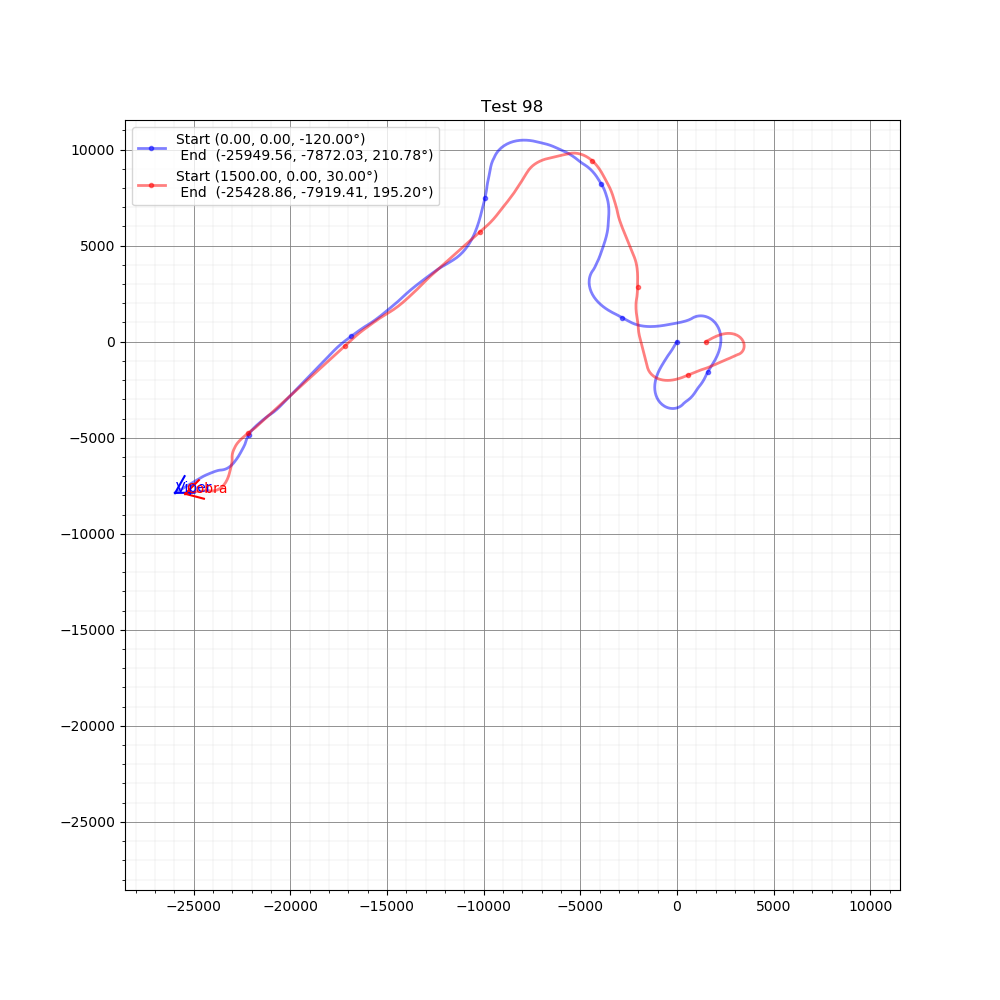 Test 98
Start (0.00, 0.00, -120.00°)
End  (-25949.56, -7872.03, 210.78°)
Start (1500.00, 0.00, 30.00°)
End  (-25428.86, -7919.41, 195.20°)
10000
5000
0
−5000
−10000
−15000
−20000
−25000
Viper
−25000 −20000 −15000 −10000 −5000 0 5000 10000